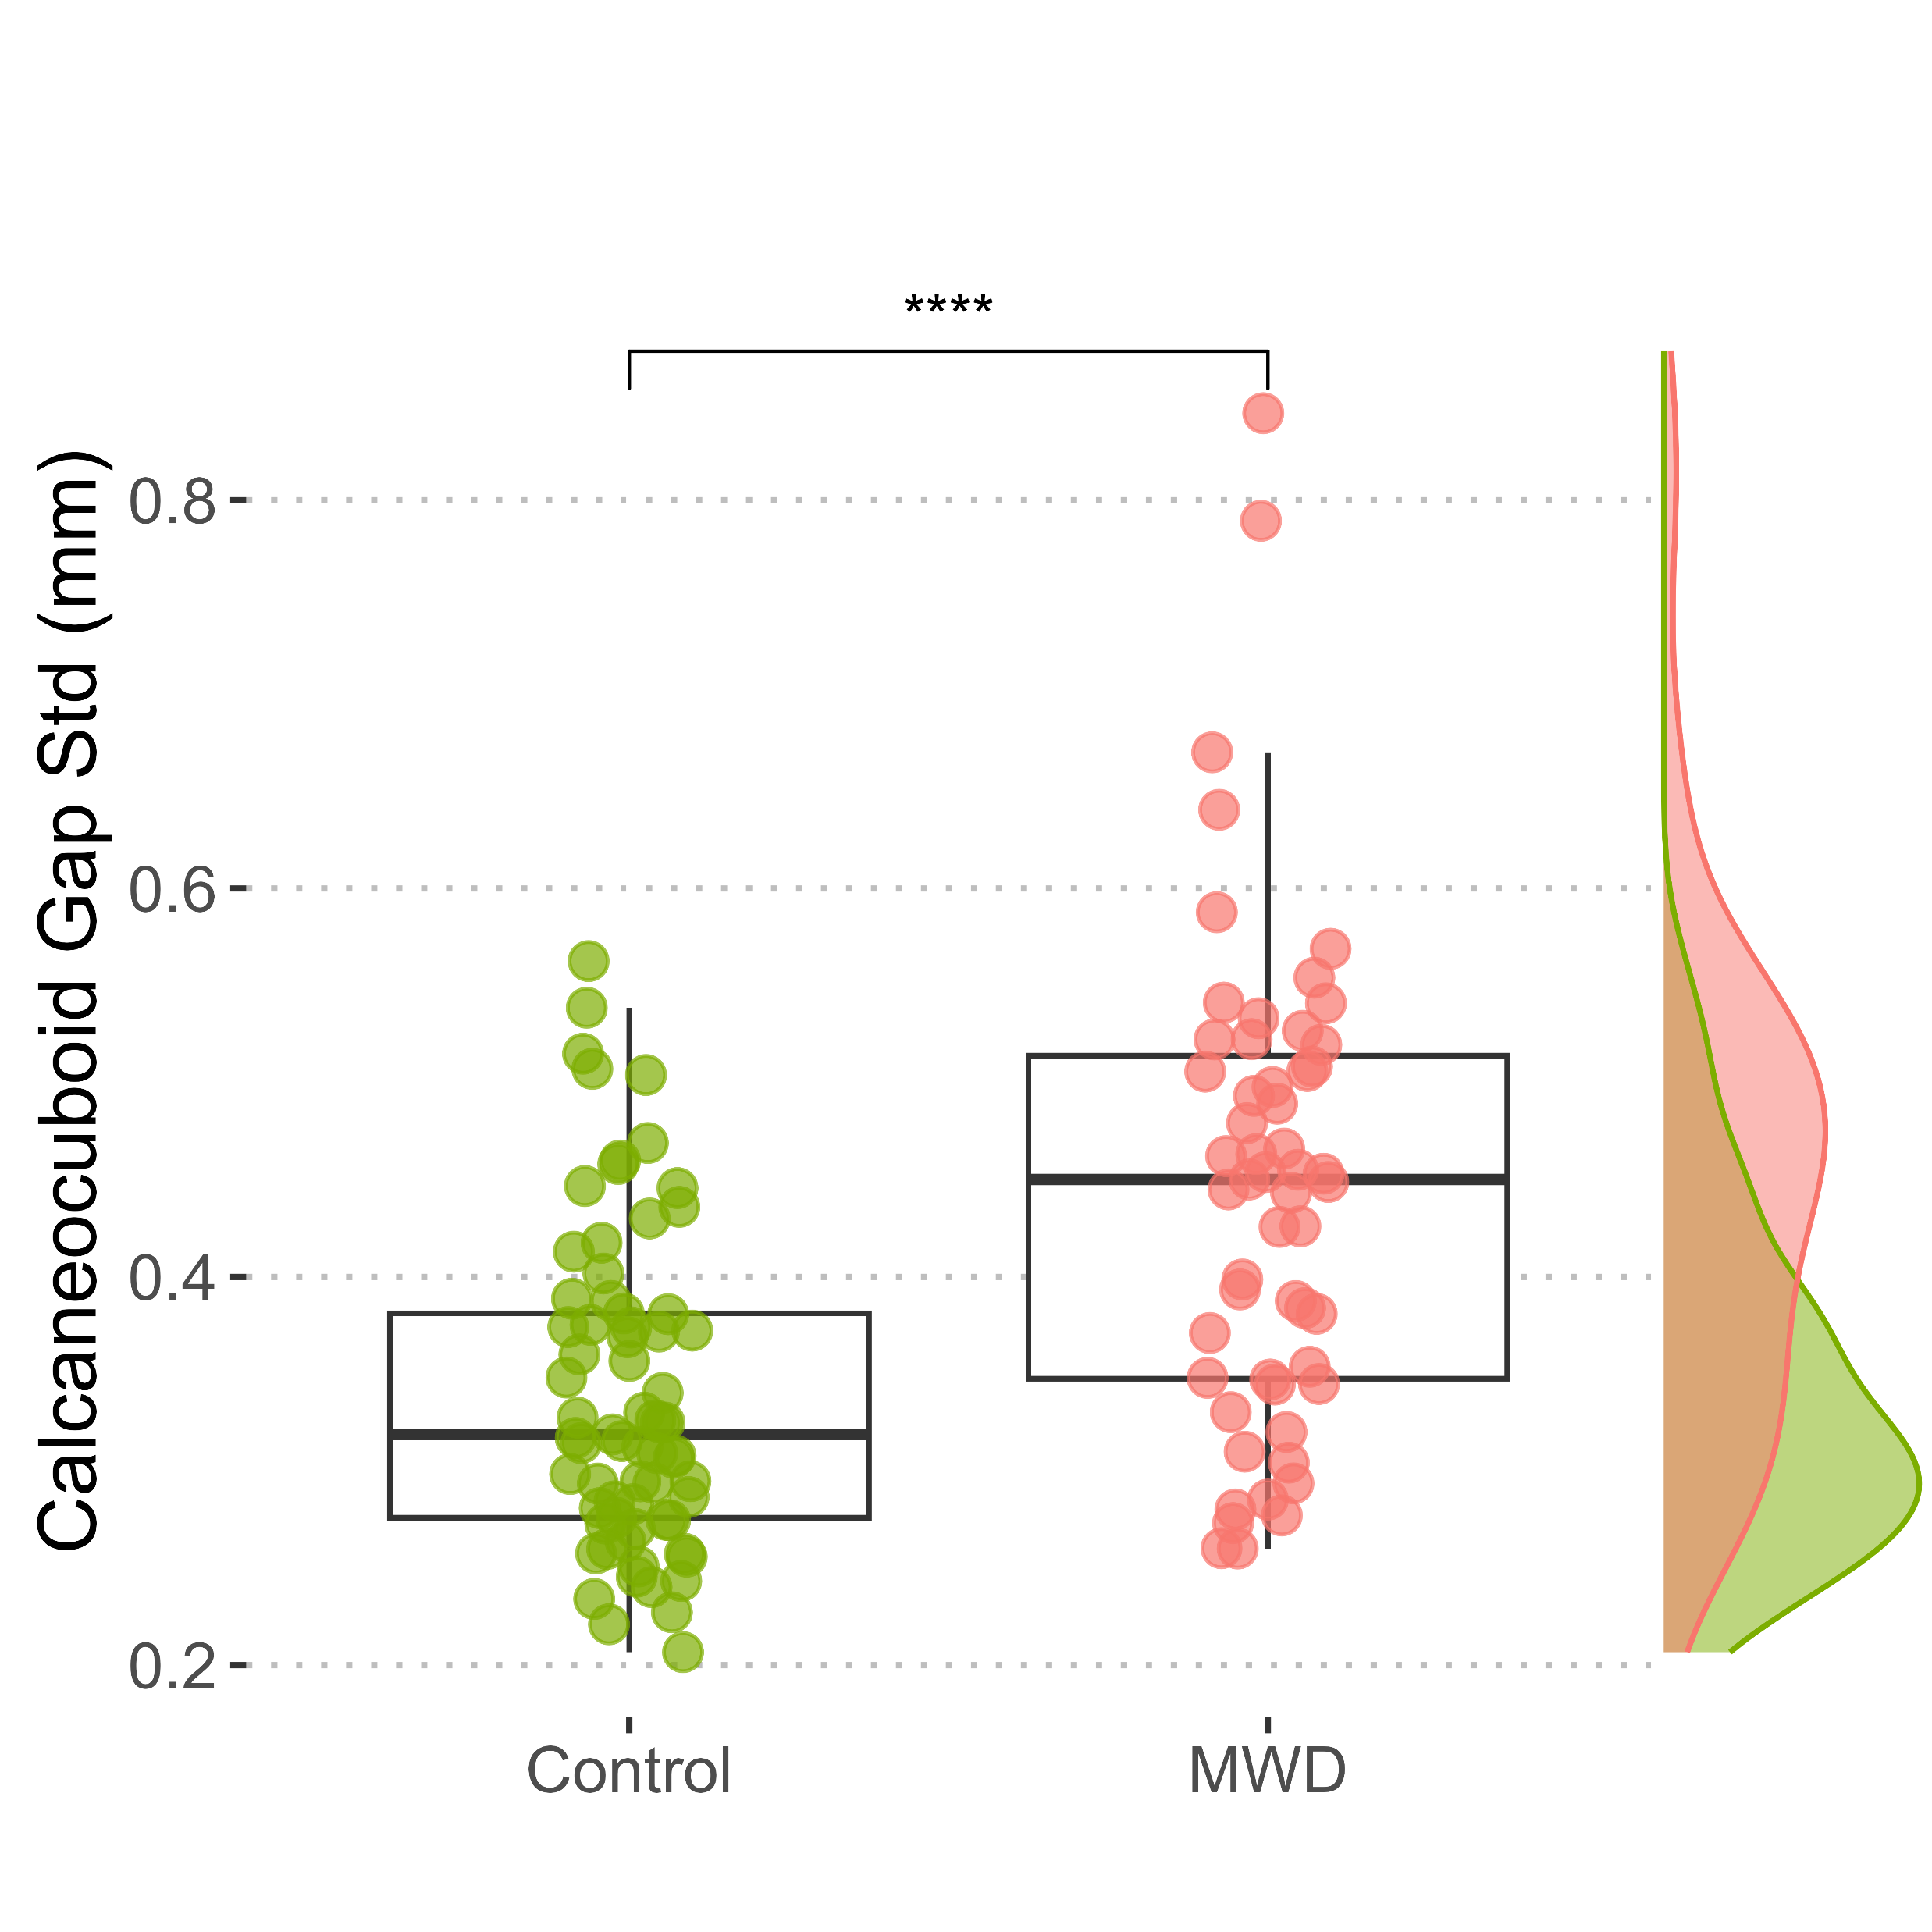 ****
Calcaneocuboid Gap Std (mm)
0.8
0.6
0.4
0.2
Control
MWD